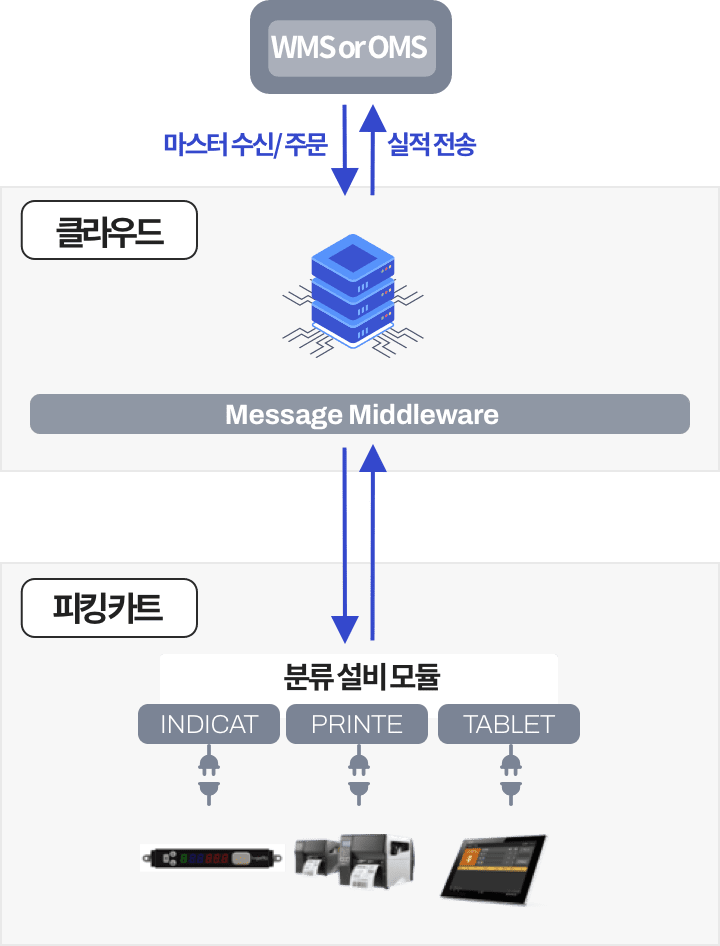 WMS or OMS
마스터 수신/ 주문
실적 전송
클라우드
Message Middleware
피킹카트
분류 설비 모듈
INDICAT
PRINTE
TABLET